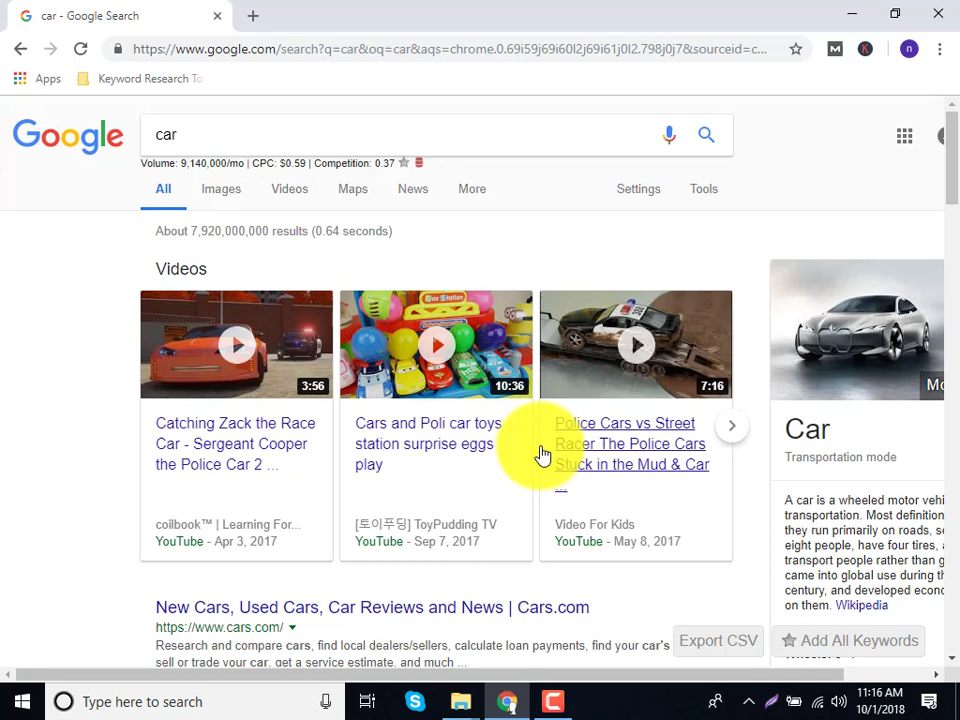 car - Google Search
https://www.google.com/search?q=car&oq=car&aqs=chrome.0.69i59j69i60l2j69i61j0l2.798j0j7&sourceid=c...
M
K
n
Apps
Keyword Research To
Google
car
Volume: 9,140,000/mo | CPC: $0.59 | Competition: 0.37
All
Images
Videos
Maps
News
More
Settings
Tools
About 7,920,000,000 results (0.64 seconds)
Videos
3:56
Catching Zack the Race
Car - Sergeant Cooper
the Police Car 2 ...
coilbook™ | Learning For...
YouTube - Apr 3, 2017
Gas Station
10:36
Cars and Poli car toys
station surprise eggs
play
[토이푸딩] ToyPudding TV
YouTube - Sep 7, 2017
7:16
Police Cars vs Street
Racer The Police Cars
Stuck in the Mud & Car
...
Video For Kids
YouTube - May 8, 2017
Mo
Car
Transportation mode
A car is a wheeled motor vehi
transportation. Most definition
they run primarily on roads, s
eight people, have four tires, a
transport people rather than g
came into global use during th
century, and developed econo
on them. Wikipedia
New Cars, Used Cars, Car Reviews and News | Cars.com
https://www.cars.com/
Research and compare cars, find local dealers/sellers, calculate loan payments, find your car's
sell or trade your car, get a service estimate, and much ...
Export CSV
Add All Keywords
Type here to search
11:16 AM
10/1/2018